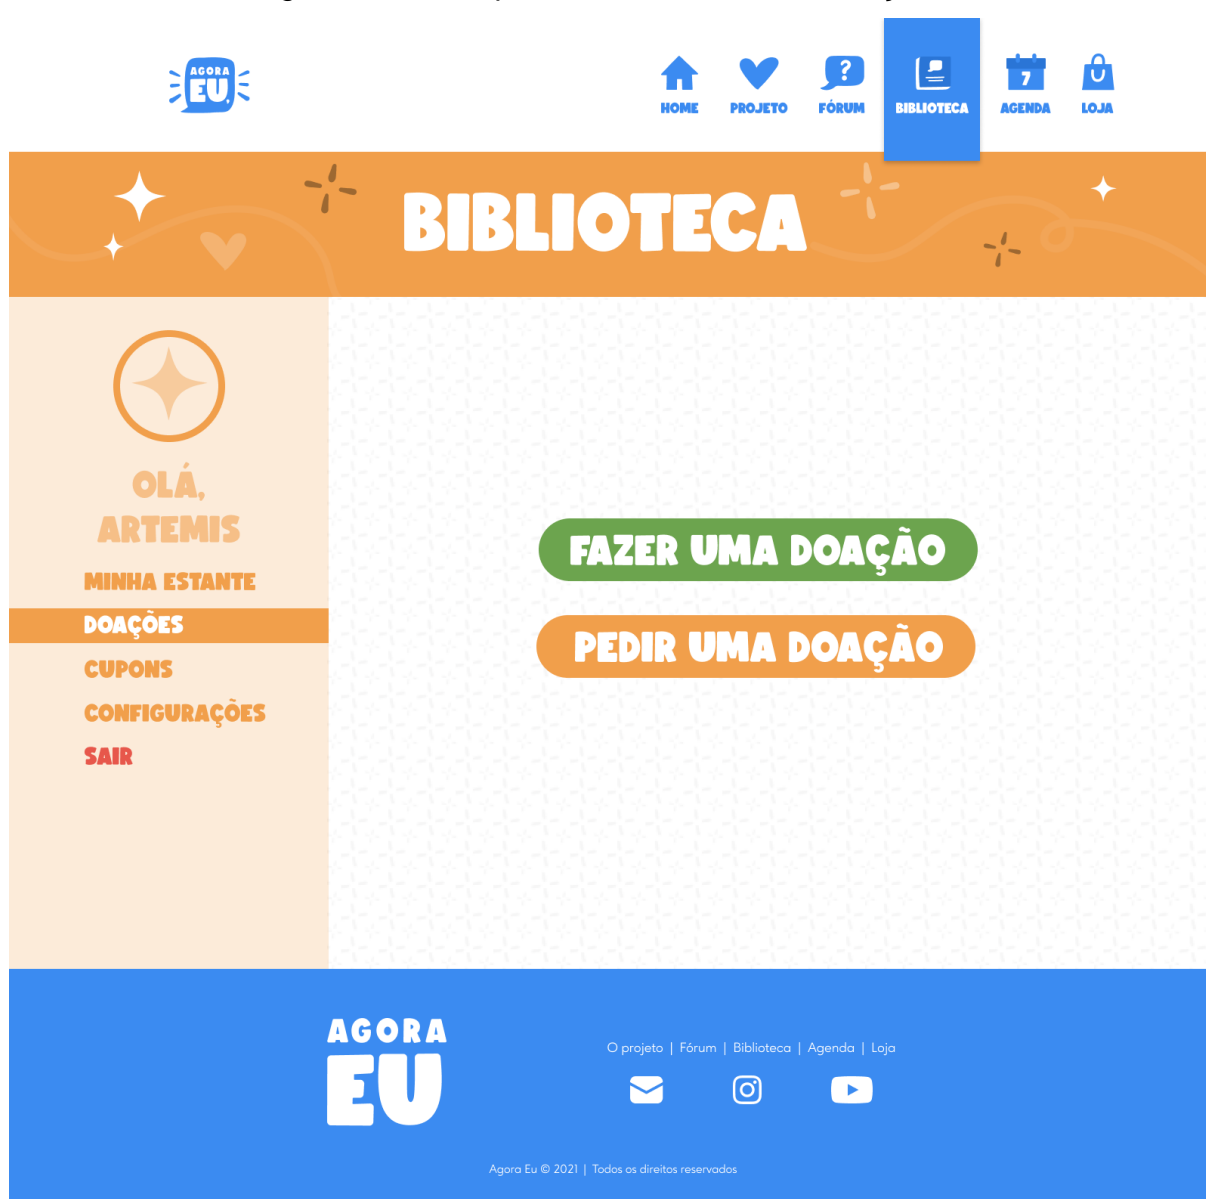 AGORA
EU,
HOME
PROJETO
?
FÓRUM
BIBLIOTECA
7
AGENDA
LOJA
BIBLIOTECA
OLÁ,
ARTEMIS
MINHA ESTANTE
DOAÇÕES
CUPONS
CONFIGURAÇÕES
SAIR
FAZER UMA DOAÇÃO
PEDIR UMA DOAÇÃO
AGORA
EU
O projeto | Fórum | Biblioteca | Agenda | Loja
Agora Eu © 2021 | Todos os direitos reservados